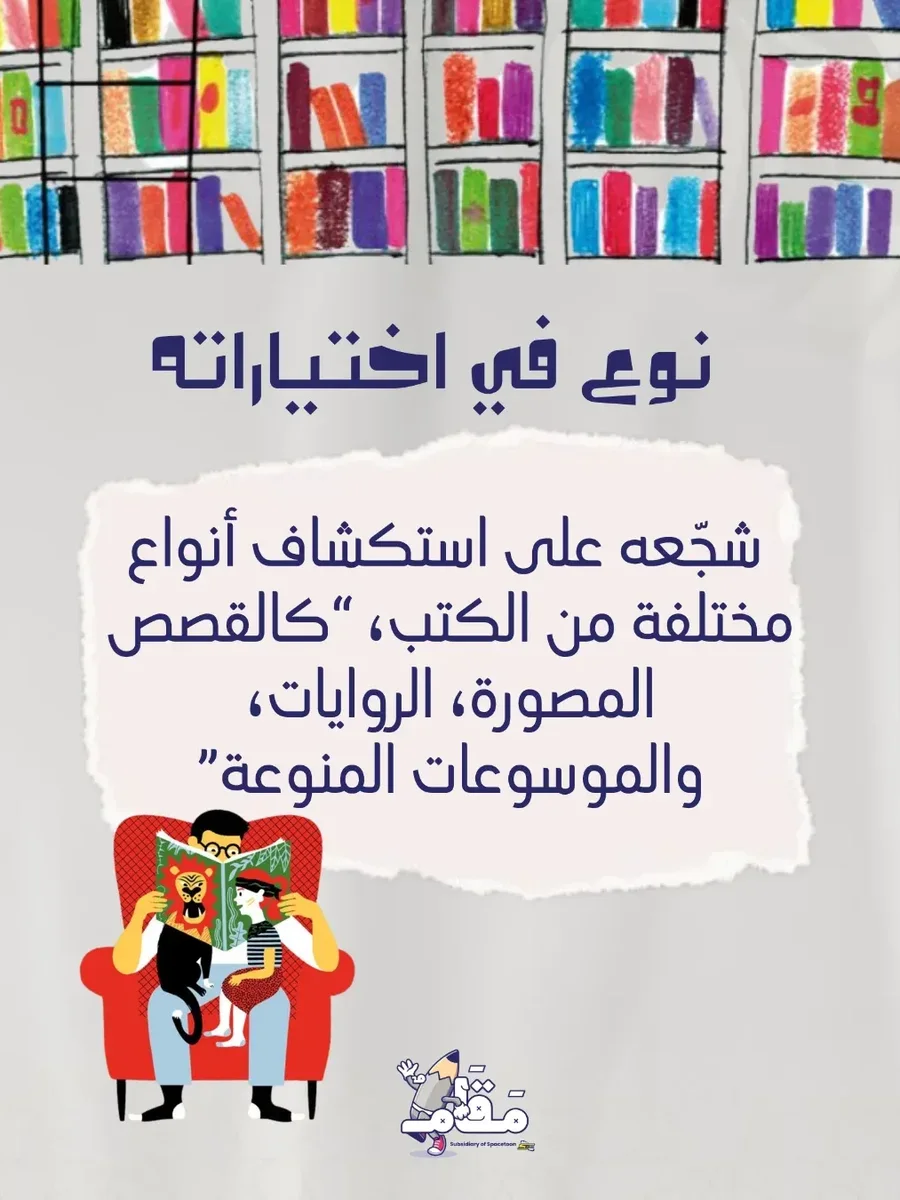 نوع في اختياراته
شجّعه على استكشاف أنواع
مختلفة من الكتب، “كالقصص
المصورة، الروايات،
والموسوعات المنوعة”
مَقَلَمة
Subsidiary of Spacetoon